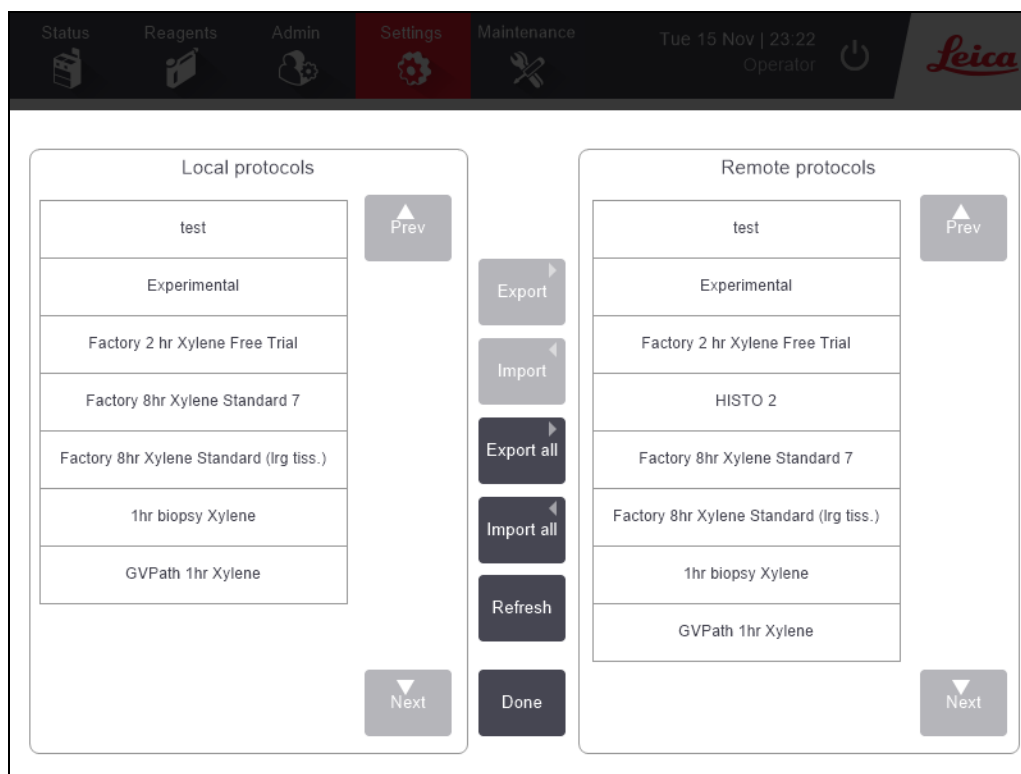 Status Reagents Admin Settings Maintenance Tue 15 Nov | 23:22
Operator
Leica
Local protocols
test
Experimental
Factory 2 hr Xylene Free Trial
Factory 8hr Xylene Standard 7
Factory 8hr Xylene Standard (lrg tiss.)
1hr biopsy Xylene
GVPath 1hr Xylene
Prev
Next
Export
Import
Export all
Import all
Refresh
Done
Remote protocols
test
Experimental
Factory 2 hr Xylene Free Trial
HISTO 2
Factory 8hr Xylene Standard 7
Factory 8hr Xylene Standard (lrg tiss.)
1hr biopsy Xylene
GVPath 1hr Xylene
Prev
Next